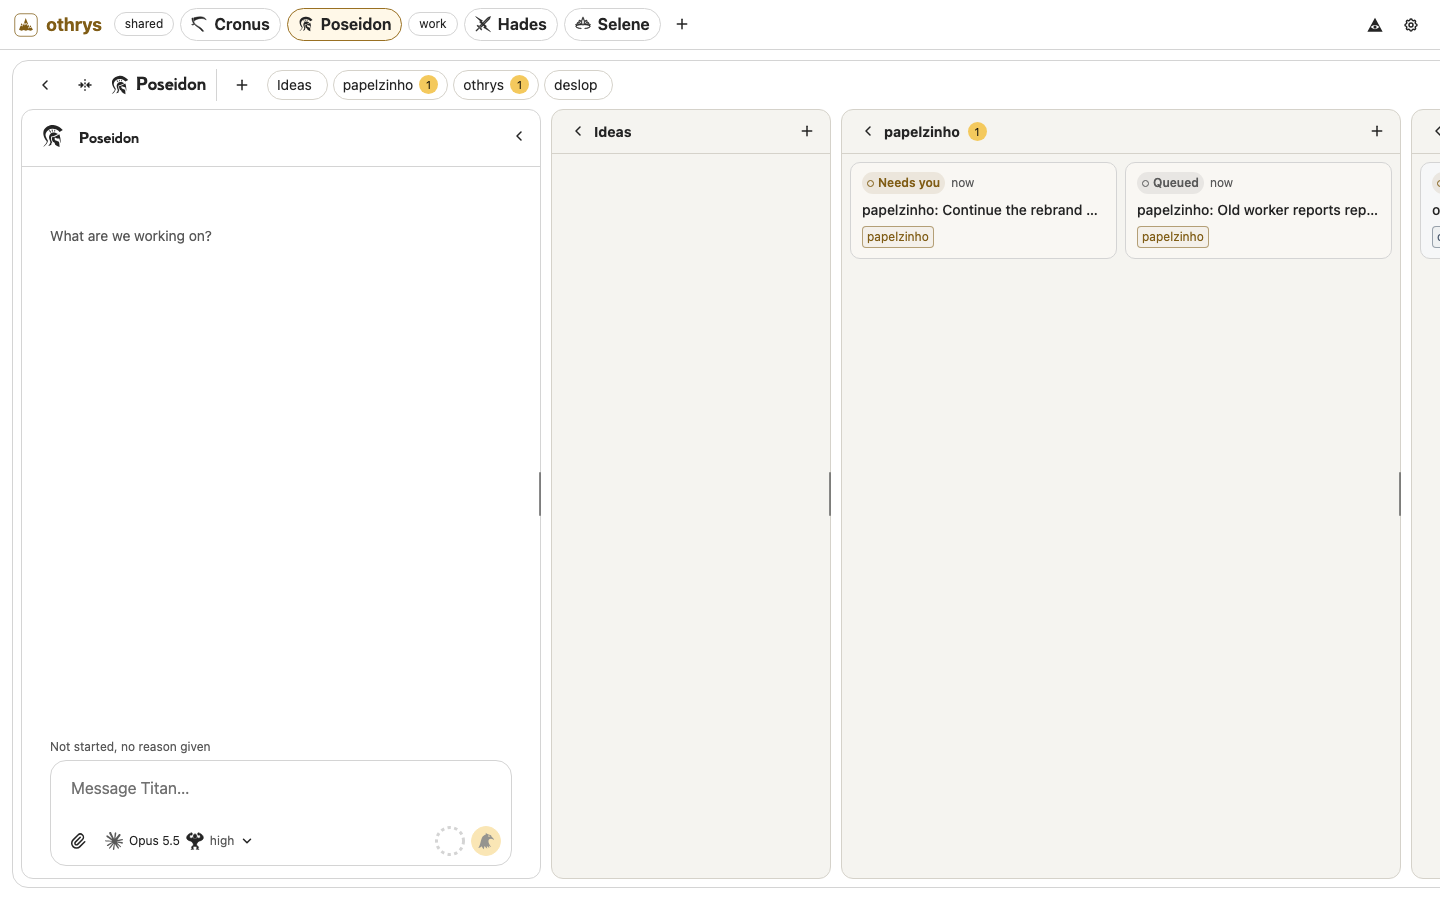 othrys
shared
Cronus
Poseidon
work
Hades
Selene
Poseidon
Ideas
papelzinho 1
othrys 1
deslop
Poseidon
What are we working on?
Not started, no reason given
Message Titan...
Opus 5.5
high
Ideas
papelzinho 1
Needs you now
papelzinho: Continue the rebrand ...
papelzinho
Queued now
papelzinho: Old worker reports rep...
papelzinho